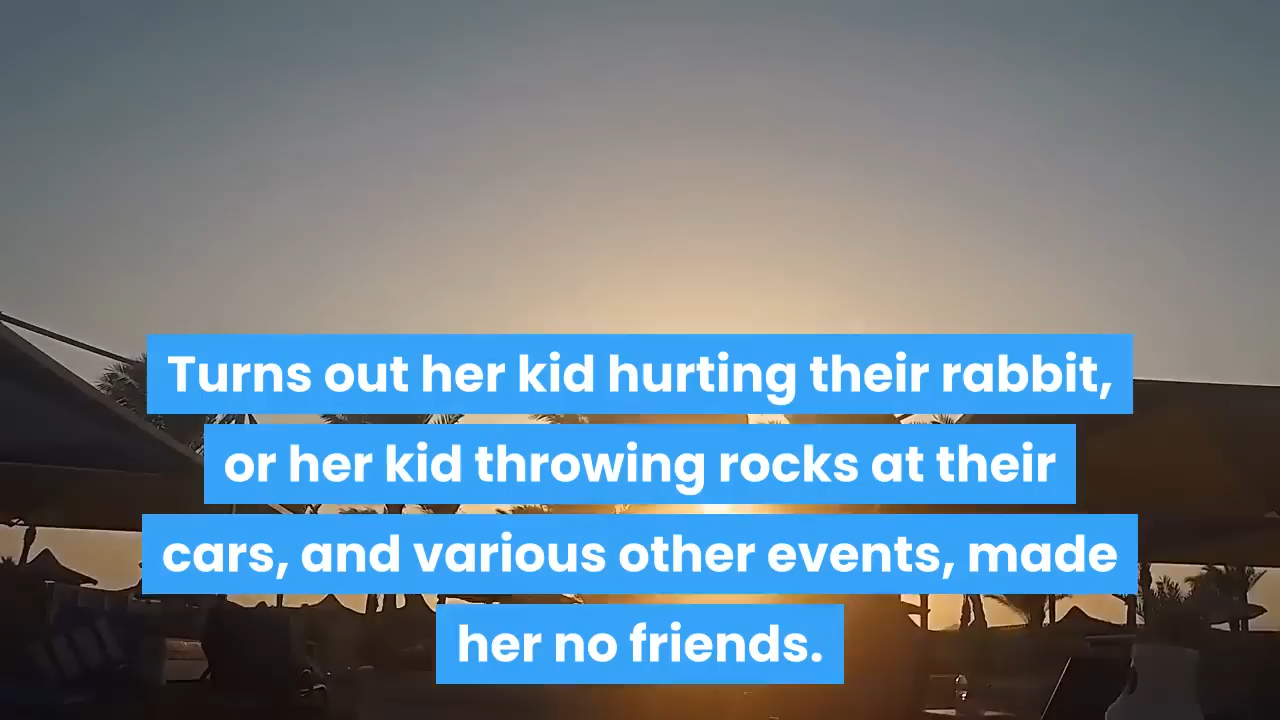 Turns out her kid hurting their rabbit,
or her kid throwing rocks at their
cars, and various other events, made
her no friends.